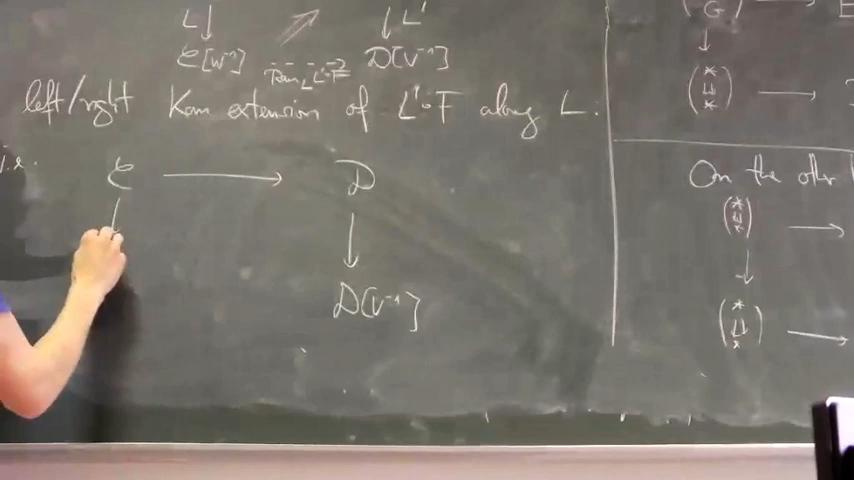 L L'
C[W⁻¹] Ran_L L'∘F D[V⁻¹]
left/right Kan extension of L'∘F along L:
i.e. C ⟶ D
D[V⁻¹]
G
(* ⇊ *) ⟶
On the other
(* ⇊ *) ⟶
(* ⇊ *) ⟶